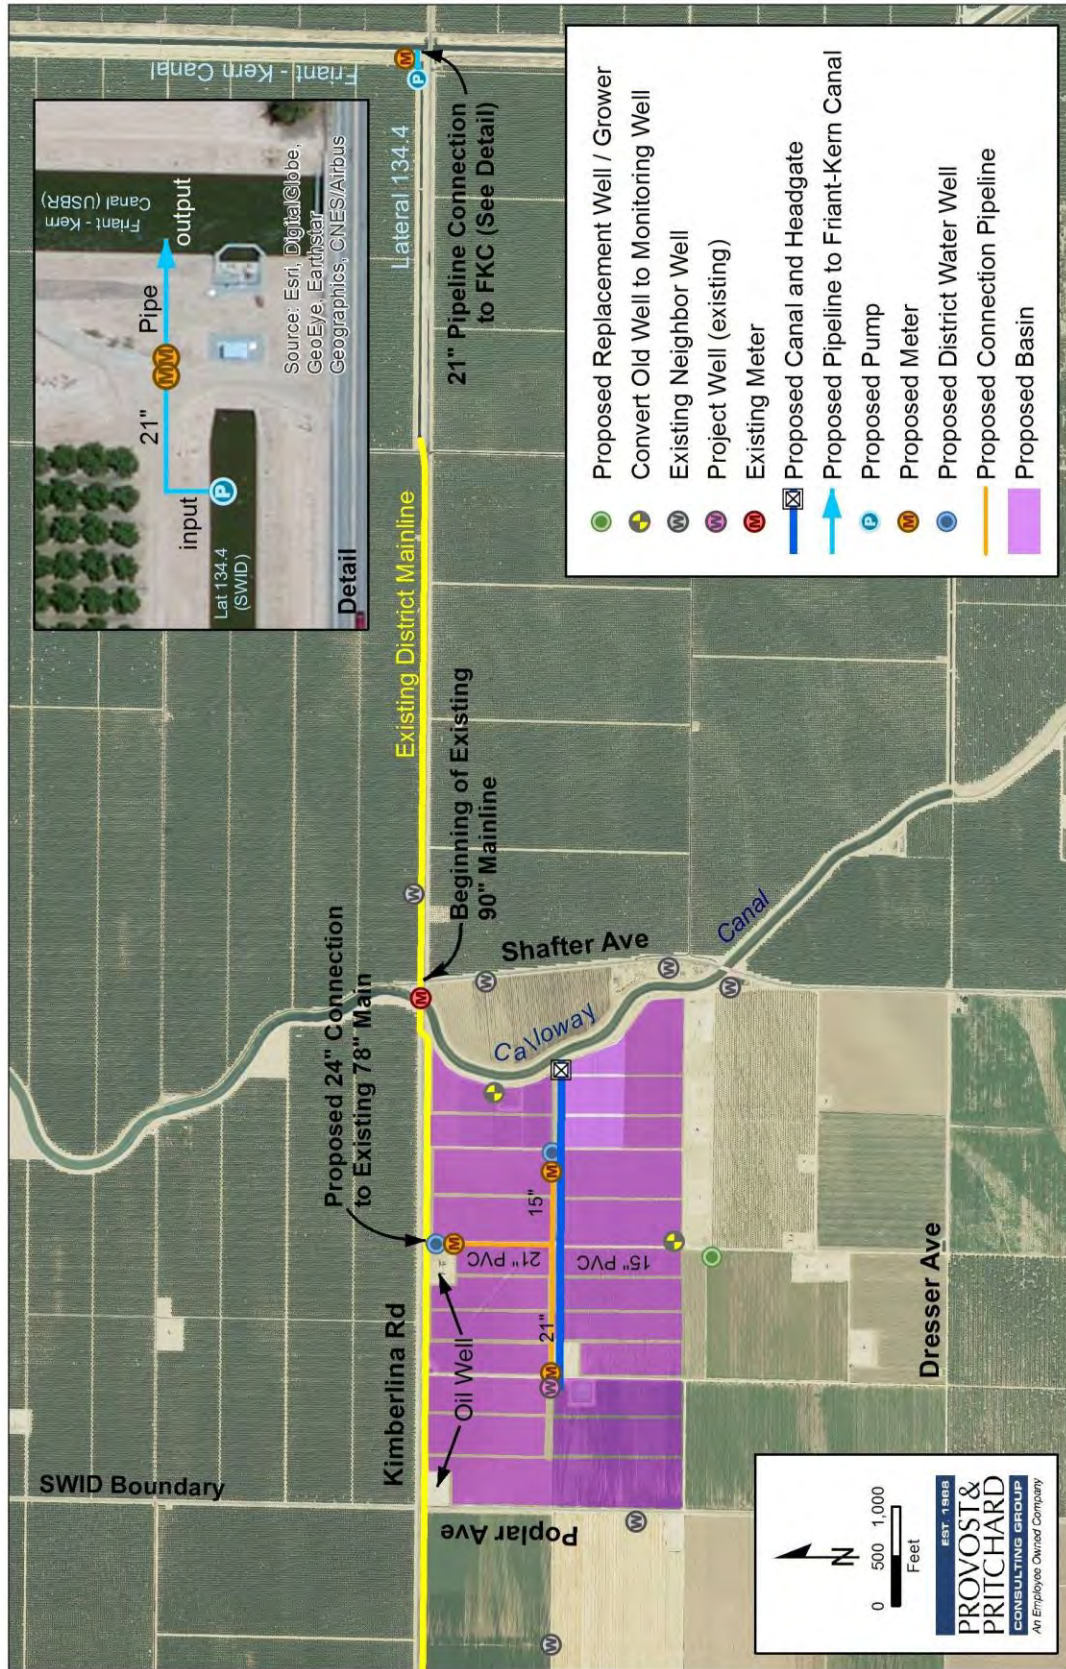 SWID Boundary
Kimberlina Rd
Oil Well
Poplar Ave
Dresser Ave
Proposed 24" Connection
to Existing 78" Main
Beginning of Existing
90" Mainline
Shafter Ave
Calloway
Canal
21" PVC
15" PVC
21"
15"
Existing District Mainline
Lateral 134.4
Friant - Kern Canal
21" Pipeline Connection
to FKC (See Detail)
M
M
M
M
M
P
W
W
W
W
W
W
W
Detail
Lat 134.4
(SWID)
input
21"
Pipe
output
Friant - Kern
Canal (USBR)
P
M
M
Source: Esri, DigitalGlobe,
GeoEye, Earthstar
Geographics, CNES/Airbus
Proposed Replacement Well / Grower
Convert Old Well to Monitoring Well
W Existing Neighbor Well
W Project Well (existing)
M Existing Meter
Proposed Canal and Headgate
Proposed Pipeline to Friant-Kern Canal
P Proposed Pump
M Proposed Meter
Proposed District Water Well
Proposed Connection Pipeline
Proposed Basin
N
0 500 1,000
Feet
EST. 1968
PROVOST&
PRITCHARD
CONSULTING GROUP
An Employee Owned Company